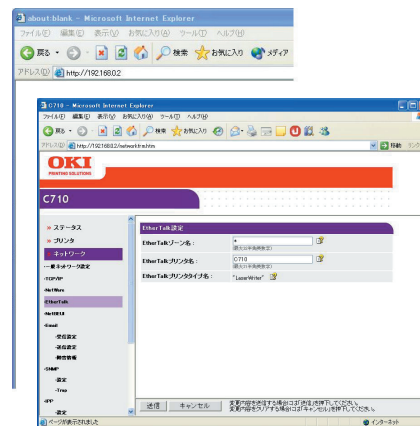 about:blank - Microsoft Internet Explorer
ファイル(F) 編集(E) 表示(V) お気に入り(A) ツール(T) ヘルプ(H)
戻る 検索 お気に入り メディア
アドレス(D) http://192.168.0.2
C710 - Microsoft Internet Explorer
ファイル(F) 編集(E) 表示(V) お気に入り(A) ツール(T) ヘルプ(H)
戻る 検索 お気に入り
アドレス(D) 移動
OKI
PRINTING SOLUTIONS
C710
ステータス
プリンタ
ネットワーク
一般ネットワーク設定
TCP/IP
NetWare
EtherTalk
NetBEUI
Email
受信設定
送信設定
SNMP
設定
Trap
IPP
設定
EtherTalk設定
EtherTalkゾーン名: *
EtherTalkプリンタ名: C710
EtherTalkプリンタタイプ名: "LaserWriter"
送信 キャンセル 変更内容を送信する場合には「送信」を押下してください。
変更内容をクリアする場合には「キャンセル」を押下してください。
ページが表示されました インターネット